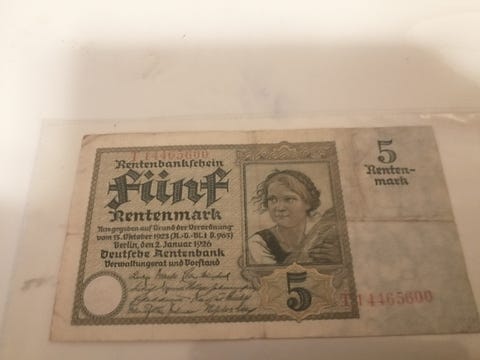 T 14465600
Rentenbankschein
Fünf
Rentenmark
Ausgegeben auf Grund der Verordnung
vom 15. Oktober 1923 (R.-G.-Bl. I S. 963)
Berlin, den 2. Januar 1926
Deutsche Rentenbank
Verwaltungsrat und Vorstand
5
5
Renten-
mark
T 14465600